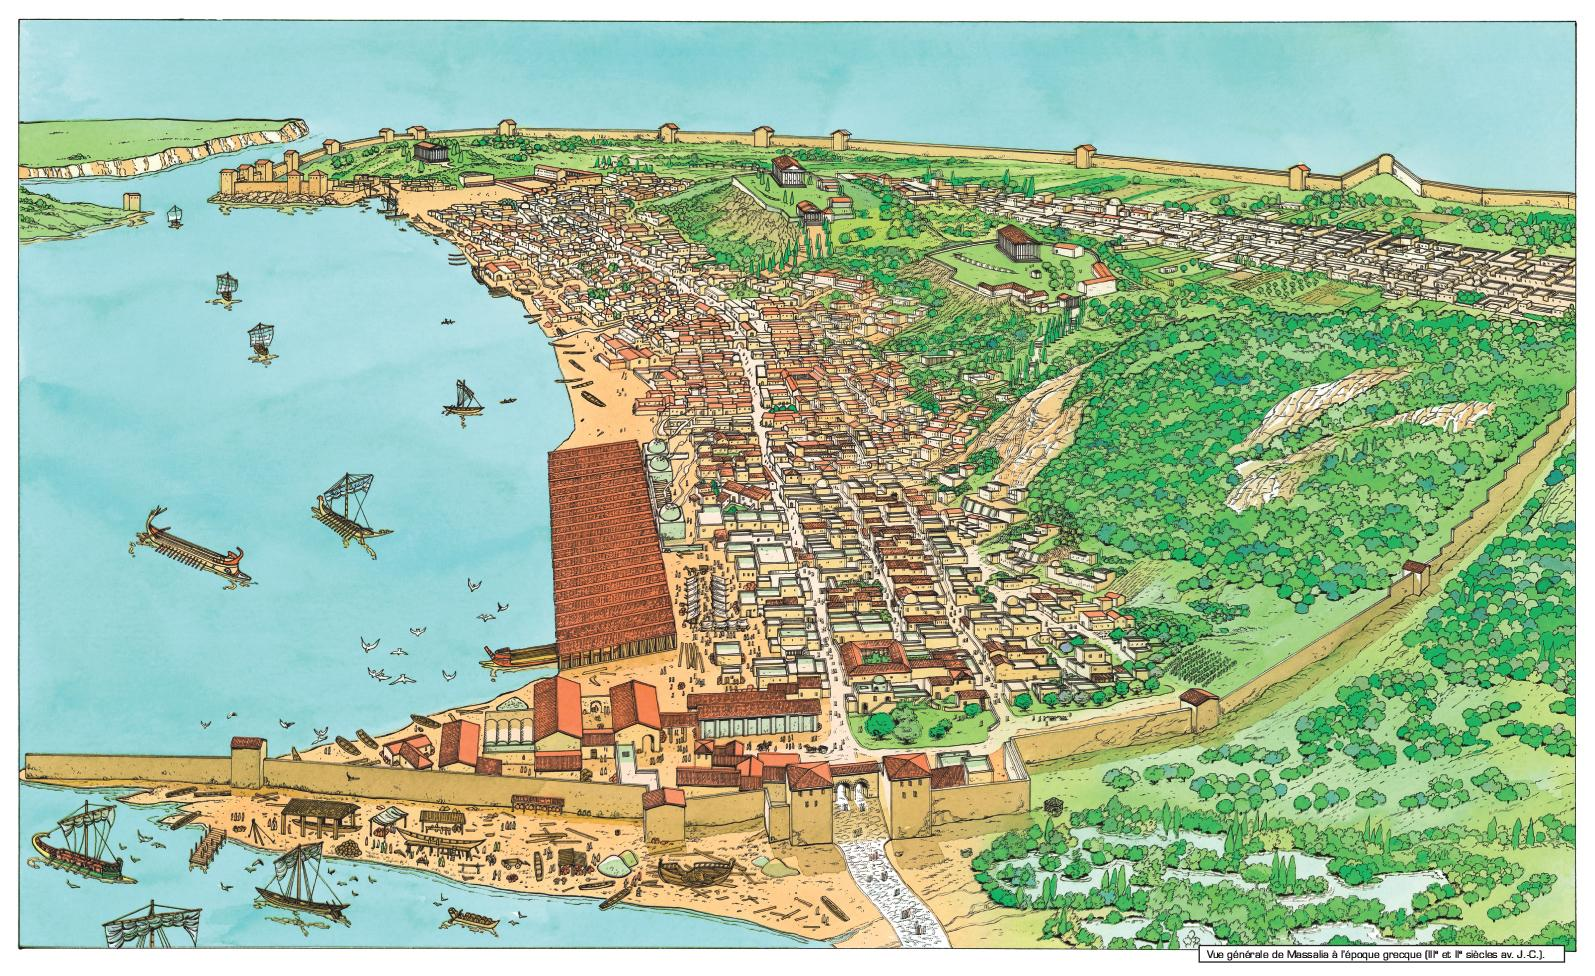 Vue générale de Massalia à l'époque grecque (IIIᵉ et IIᵉ siècles av. J.-C.).